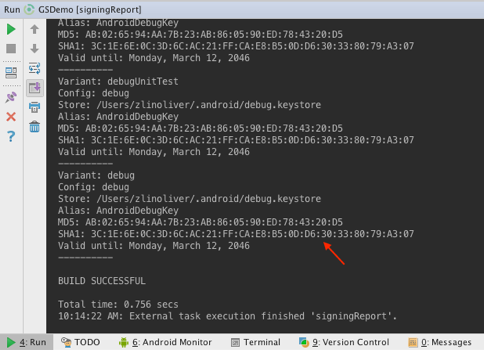 Run GSDemo [signingReport]
Alias: AndroidDebugKey
MD5: AB:02:65:94:AA:7B:23:AB:86:05:90:ED:78:43:20:D5
SHA1: 3C:1E:6E:0C:3D:6C:AC:21:FF:CA:E8:B5:0D:D6:30:33:80:79:A3:07
Valid until: Monday, March 12, 2046
----------
Variant: debugUnitTest
Config: debug
Store: /Users/zlinoliver/.android/debug.keystore
Alias: AndroidDebugKey
MD5: AB:02:65:94:AA:7B:23:AB:86:05:90:ED:78:43:20:D5
SHA1: 3C:1E:6E:0C:3D:6C:AC:21:FF:CA:E8:B5:0D:D6:30:33:80:79:A3:07
Valid until: Monday, March 12, 2046
----------
Variant: debug
Config: debug
Store: /Users/zlinoliver/.android/debug.keystore
Alias: AndroidDebugKey
MD5: AB:02:65:94:AA:7B:23:AB:86:05:90:ED:78:43:20:D5
SHA1: 3C:1E:6E:0C:3D:6C:AC:21:FF:CA:E8:B5:0D:D6:30:33:80:79:A3:07
Valid until: Monday, March 12, 2046
----------
BUILD SUCCESSFUL
Total time: 0.756 secs
10:14:22 AM: External task execution finished 'signingReport'.
4: Run TODO 6: Android Monitor Terminal 9: Version Control 0: Messages